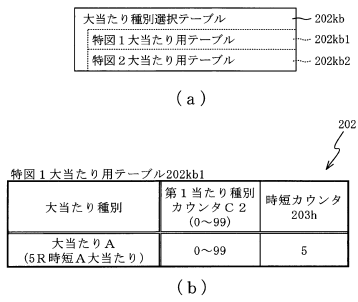 大当たり種別選択テーブル
202kb
特図１大当たり用テーブル
202kb1
特図２大当たり用テーブル
202kb2
(a)
202
特図１大当たり用テーブル202kb1
大当たり種別
第１当たり種別
カウンタＣ２
(0～99)
時短カウンタ
203h
大当たりＡ
(5R時短Ａ大当たり)
0～99
5
(b)